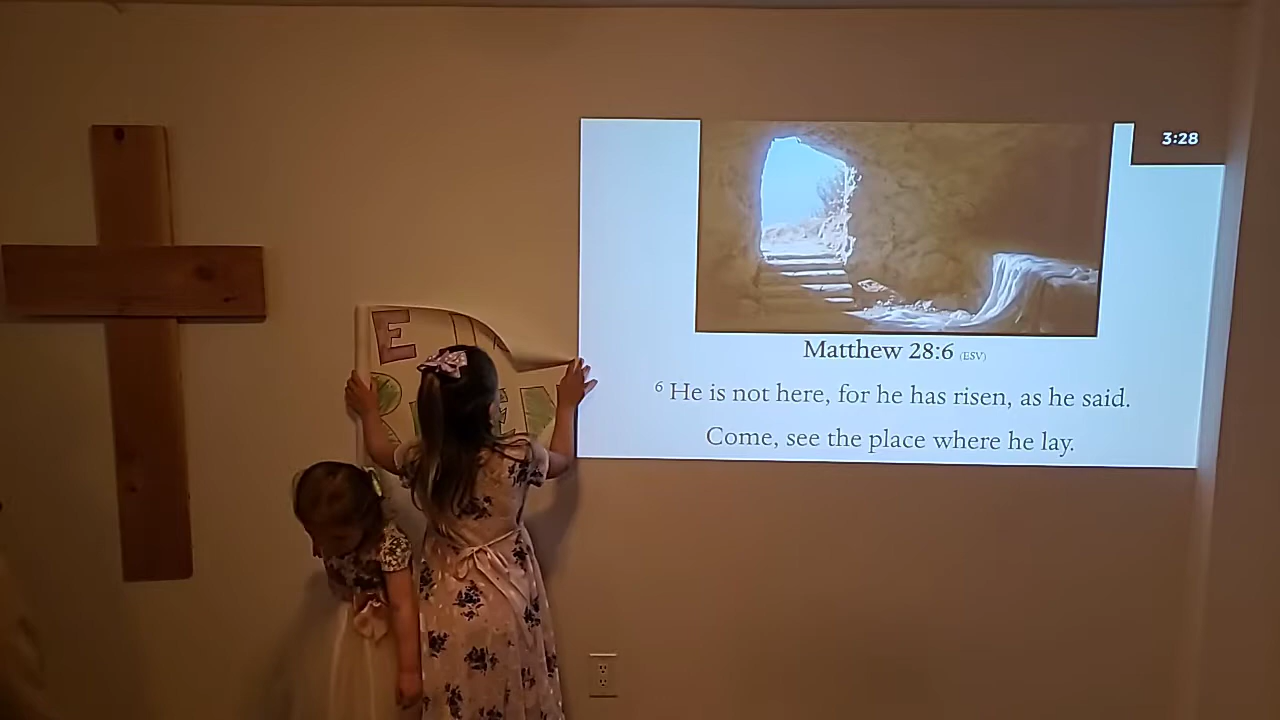 3:28
Matthew 28:6 (ESV)
6 He is not here, for he has risen, as he said.
Come, see the place where he lay.